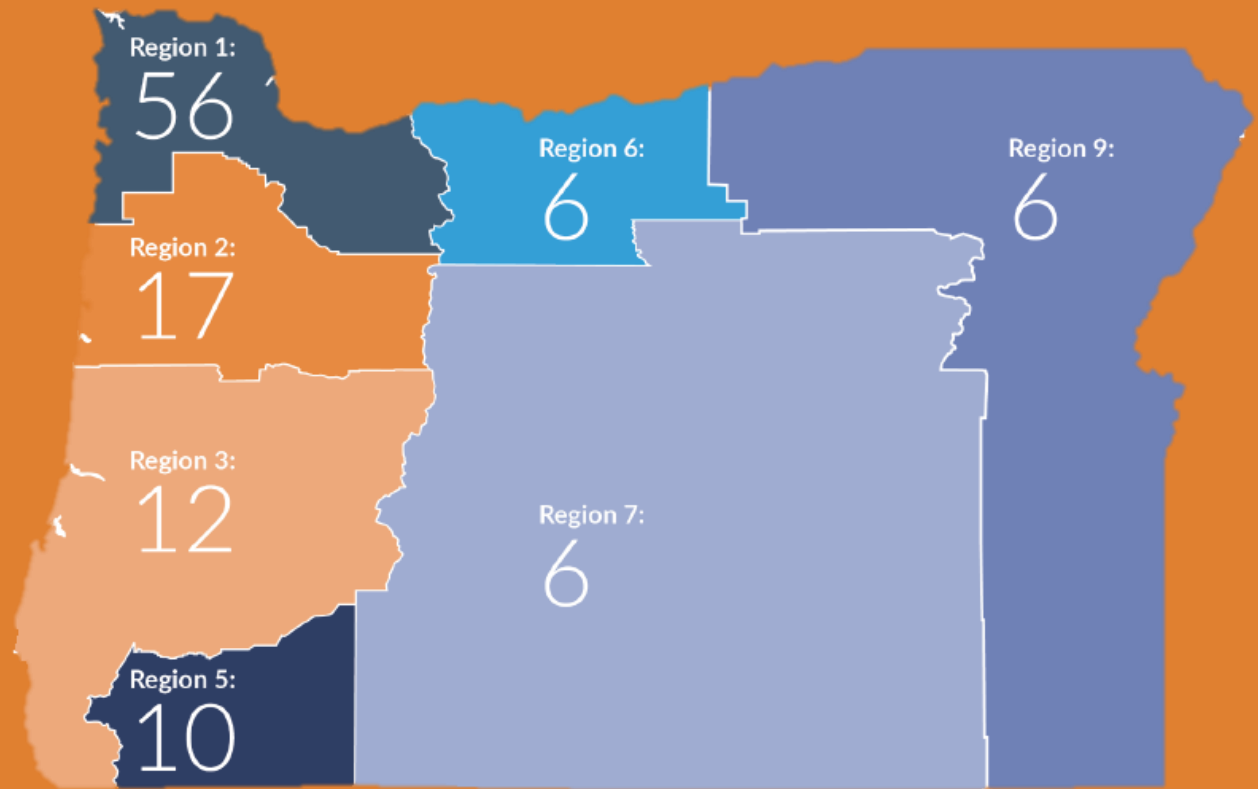 Region 1:
56
Region 6:
6
Region 9:
6
Region 2:
17
Region 3:
12
Region 7:
6
Region 5:
10